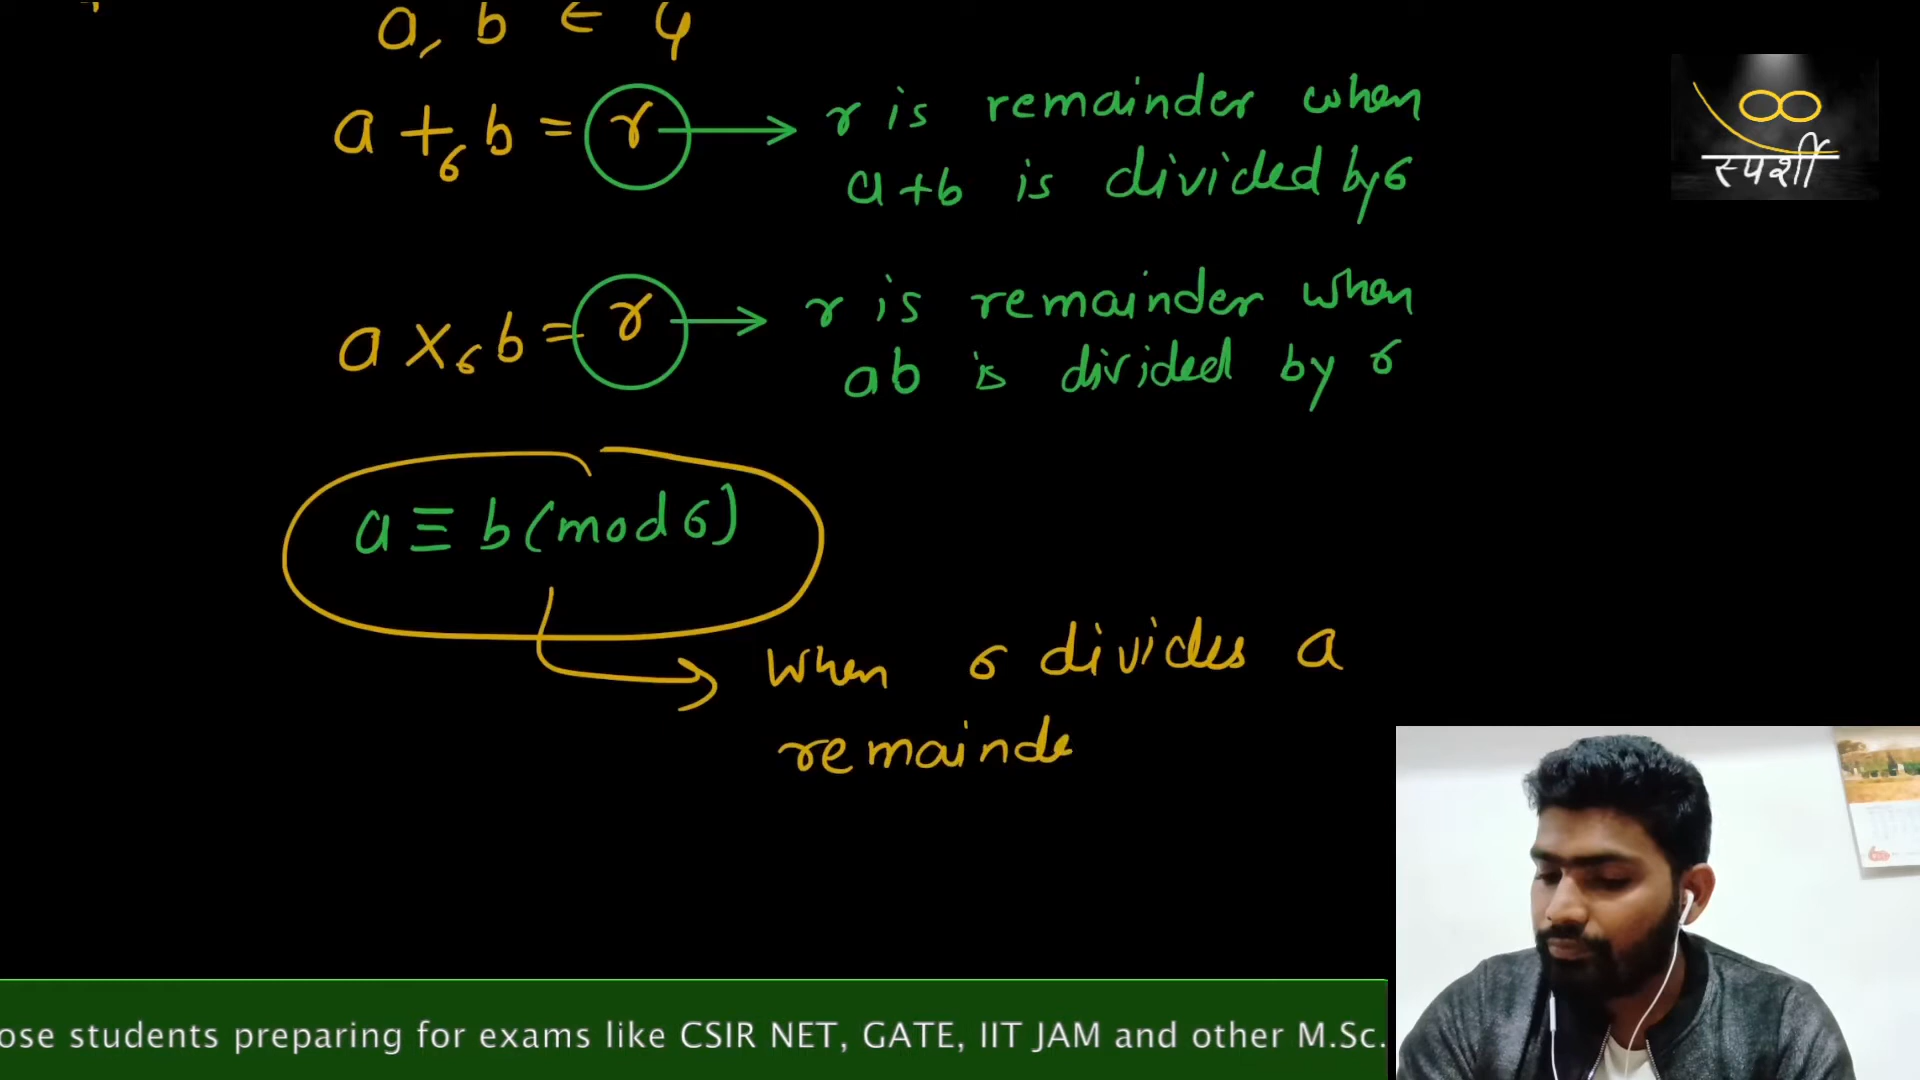 a, b ∈
a +₆ b = r → r is remainder when
a+b is divided by 6
a ×₆ b = r → r is remainder when
ab is divided by 6
a ≡ b (mod 6)
When 6 divides a
remainde
स्पर्शी
ose students preparing for exams like CSIR NET, GATE, IIT JAM and other M.Sc.